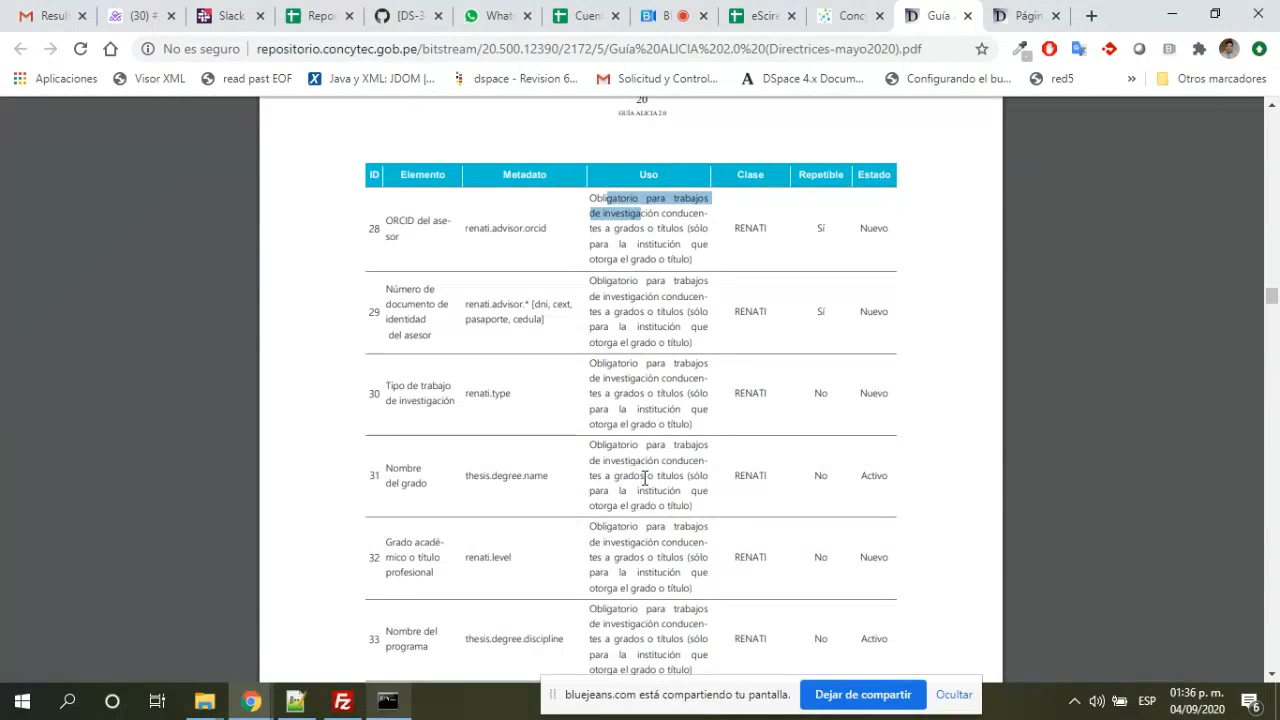 Resul
(30)
Slacki
Repo
(DS-3
What
Cuen
B
eScire
Conc
Guía
Págin
No es seguro
repositorio.concytec.gob.pe/bitstream/20.500.12390/2172/5/Guía%20ALICIA%202.0%20(Directrices-mayo2020).pdf
Aplicaciones
Visor XML
read past EOF
Java y XML: JDOM |...
dspace - Revision 6...
Solicitud y Control...
DSpace 4.x Docum...
Configurando el bu...
red5
»
Otros marcadores
20
GUÍA ALICIA 2.0
ID Elemento Metadato Uso Clase Repetible Estado
28
ORCID del ase-
sor
renati.advisor.orcid
Obligatorio para trabajos
de investigación conducen-
tes a grados o títulos (sólo
para la institución que
otorga el grado o título)
RENATI
Sí
Nuevo
29
Número de
documento de
identidad
del asesor
renati.advisor.* [dni, cext,
pasaporte, cedula]
Obligatorio para trabajos
de investigación conducen-
tes a grados o títulos (sólo
para la institución que
otorga el grado o título)
RENATI
Sí
Nuevo
30
Tipo de trabajo
de investigación
renati.type
Obligatorio para trabajos
de investigación conducen-
tes a grados o títulos (sólo
para la institución que
otorga el grado o título)
RENATI
No
Nuevo
31
Nombre
del grado
thesis.degree.name
Obligatorio para trabajos
de investigación conducen-
tes a grados o títulos (sólo
para la institución que
otorga el grado o título)
RENATI
No
Activo
32
Grado acadé-
mico o título
profesional
renati.level
Obligatorio para trabajos
de investigación conducen-
tes a grados o títulos (sólo
para la institución que
otorga el grado o título)
RENATI
No
Nuevo
33
Nombre del
programa
thesis.degree.discipline
Obligatorio para trabajos
de investigación conducen-
tes a grados o títulos (sólo
para la institución que
otorga el grado o título)
RENATI
No
Activo
bluejeans.com está compartiendo tu pantalla.
Dejar de compartir
Ocultar
ESP
01:36 p. m.
04/09/2020
6